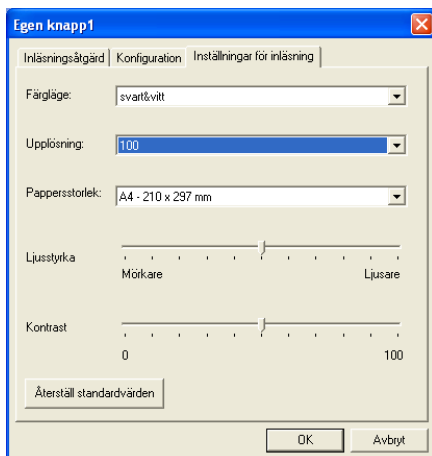 Egen knapp1
Inläsningsåtgärd Konfiguration Inställningar för inläsning
Färgläge: svart&vitt
Upplösning: 100
Pappersstorlek: A4 - 210 x 297 mm
Ljusstyrka
Mörkare Ljusare
Kontrast
0 100
Återställ standardvärden
OK Avbryt